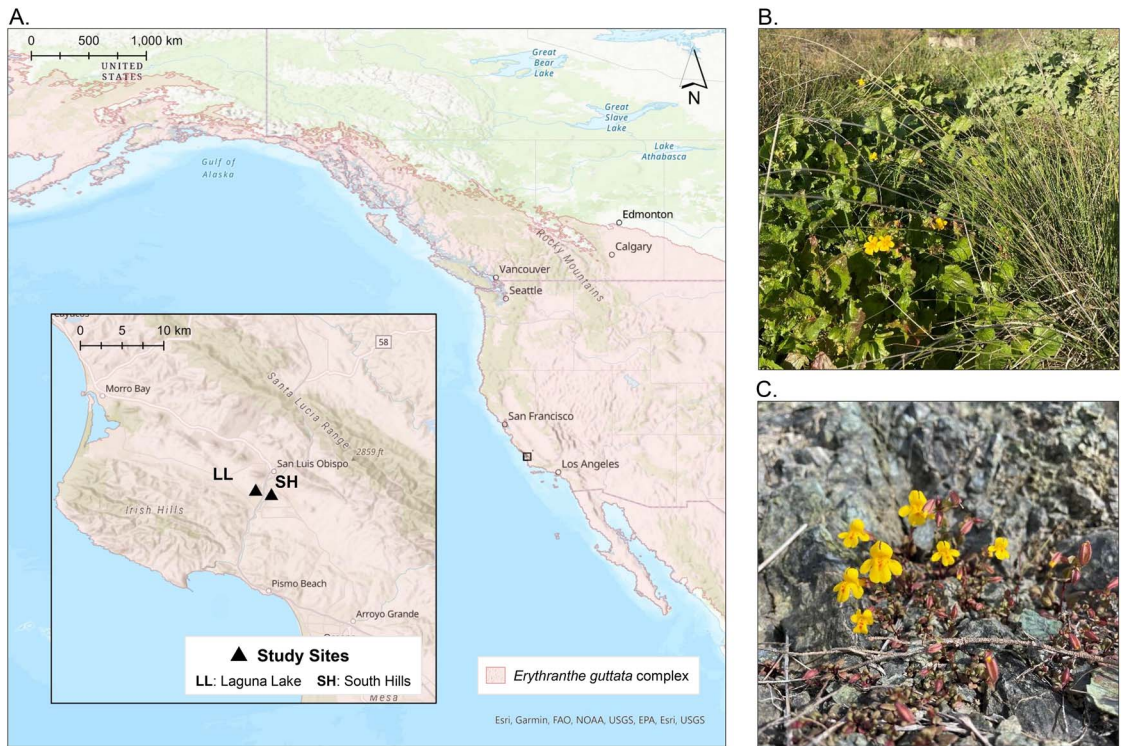 A.
0 500 1,000 km
UNITED
STATES
Great
Bear
Lake
N
Great
Slave
Lake
Lake
Athabasca
Gulf of
Alaska
Edmonton
Calgary
Rocky Mountains
Vancouver
Seattle
San Francisco
Los Angeles
Cayucos
0 5 10 km
58
Morro Bay
Santa Lucia Range
2859 ft
San Luis Obispo
LL
SH
Irish Hills
Pismo Beach
Arroyo Grande
Mesa
Study Sites
LL: Laguna Lake SH: South Hills
Erythranthe guttata complex
Esri, Garmin, FAO, NOAA, USGS, EPA, Esri, USGS
B.
C.